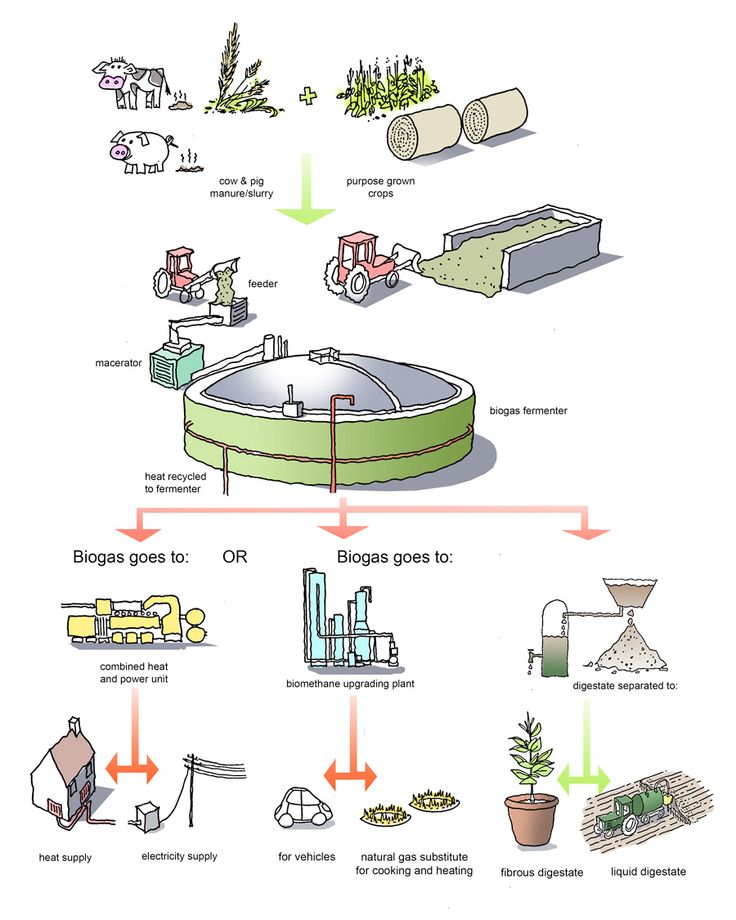 cow & pig
manure/slurry
purpose grown
crops
feeder
macerator
biogas fermenter
heat recycled
to fermenter
Biogas goes to:
OR
Biogas goes to:
combined heat
and power unit
biomethane upgrading plant
digestate separated to:
heat supply
electricity supply
for vehicles
natural gas substitute
for cooking and heating
fibrous digestate
liquid digestate